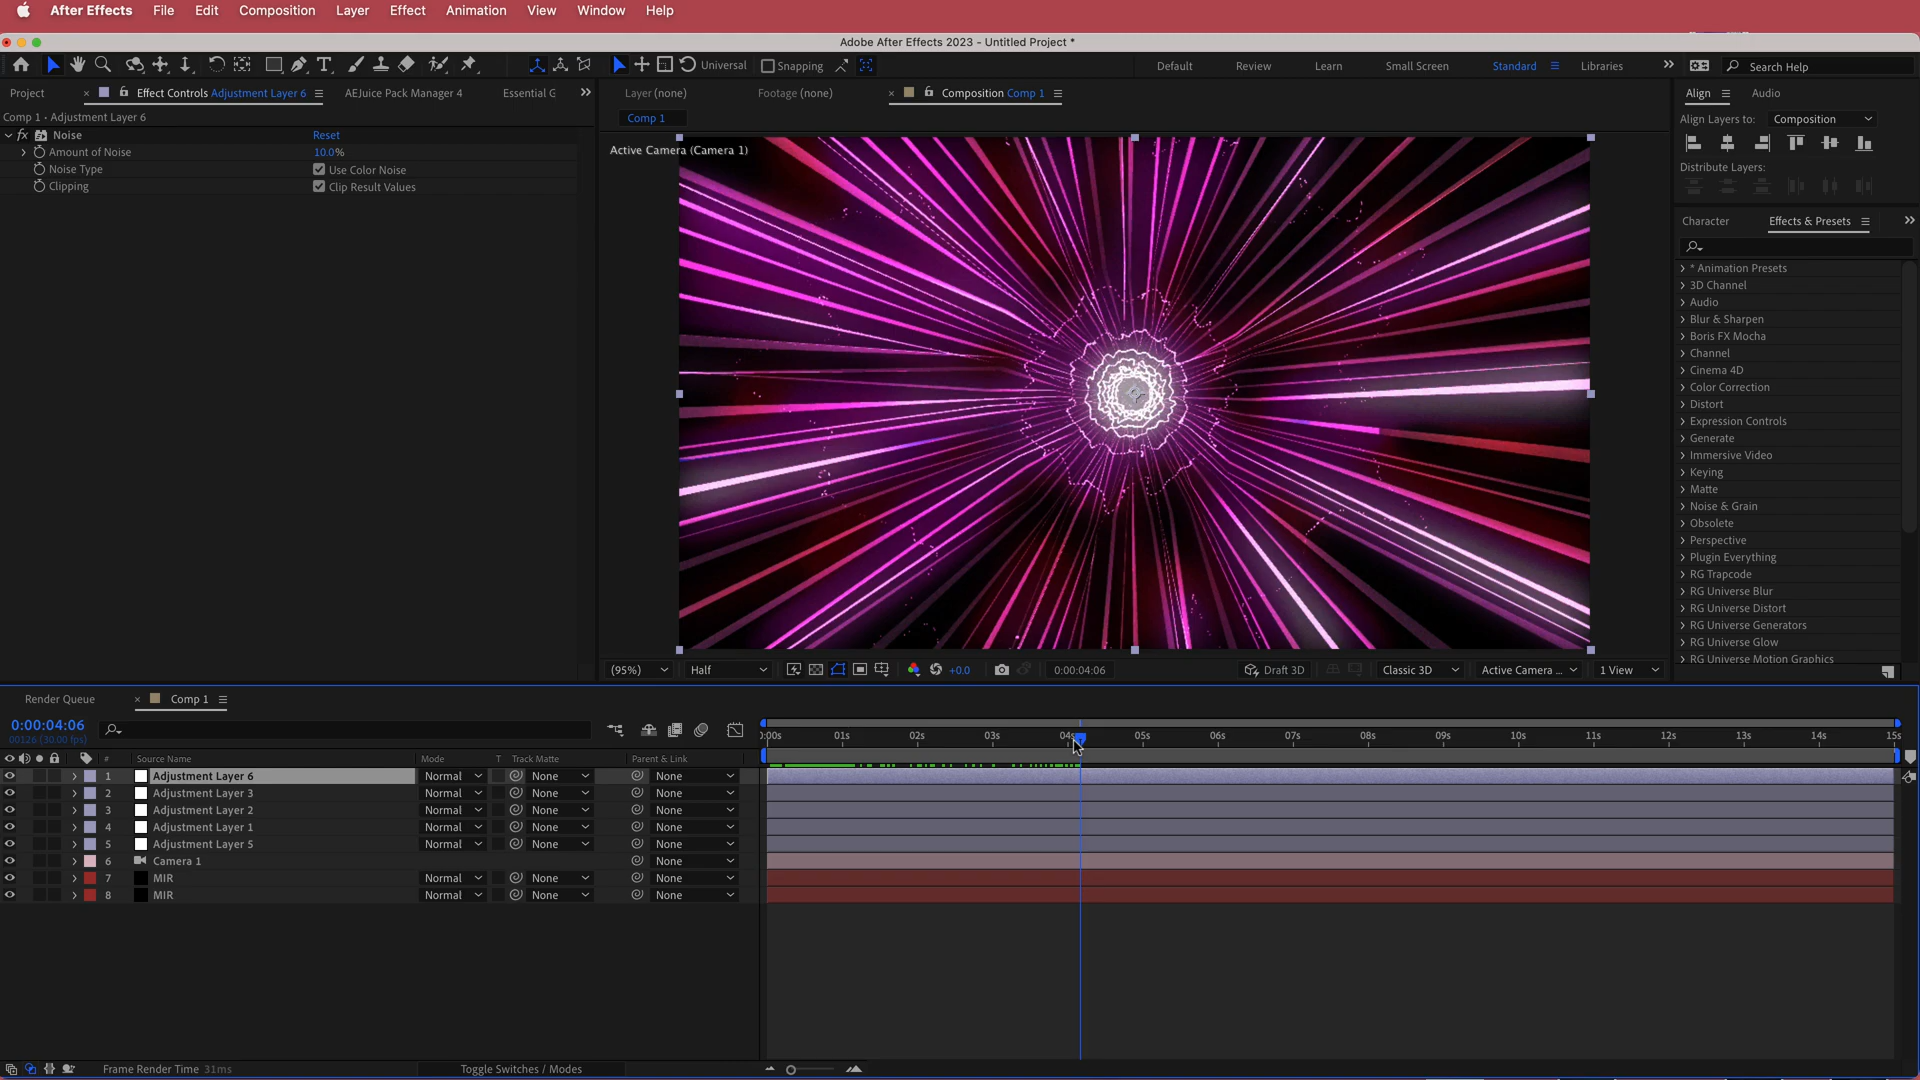 After Effects File Edit Composition Layer Effect Animation View Window Help
Adobe After Effects 2023 - Untitled Project *
Universal Snapping Default Review Learn Small Screen Standard Libraries Search Help
Project Effect Controls Adjustment Layer 6 AEJuice Pack Manager 4 Essential G
Layer (none) Footage (none) Composition Comp 1
Align Audio
Comp 1 • Adjustment Layer 6
Comp 1
Align Layers to: Composition
fx Noise Reset
Amount of Noise 10.0%
Noise Type Use Color Noise
Clipping Clip Result Values
Active Camera (Camera 1)
Distribute Layers:
Character Effects & Presets
* Animation Presets
3D Channel
Audio
Blur & Sharpen
Boris FX Mocha
Channel
Cinema 4D
Color Correction
Distort
Expression Controls
Generate
Immersive Video
Keying
Matte
Noise & Grain
Obsolete
Perspective
Plugin Everything
RG Trapcode
RG Universe Blur
RG Universe Distort
RG Universe Generators
RG Universe Glow
RG Universe Motion Graphics
(95%) Half +0.0 0:00:04:06 Draft 3D Classic 3D Active Camera ... 1 View
Render Queue Comp 1
0:00:04:06
00126 (30.00 fps)
:00s 01s 02s 03s 04s 05s 06s 07s 08s 09s 10s 11s 12s 13s 14s 15s
# Source Name Mode T Track Matte Parent & Link
1 Adjustment Layer 6 Normal None None
2 Adjustment Layer 3 Normal None None
3 Adjustment Layer 2 Normal None None
4 Adjustment Layer 1 Normal None None
5 Adjustment Layer 5 Normal None None
6 Camera 1 None
7 MIR Normal None None
8 MIR Normal None None
Frame Render Time 31ms Toggle Switches / Modes